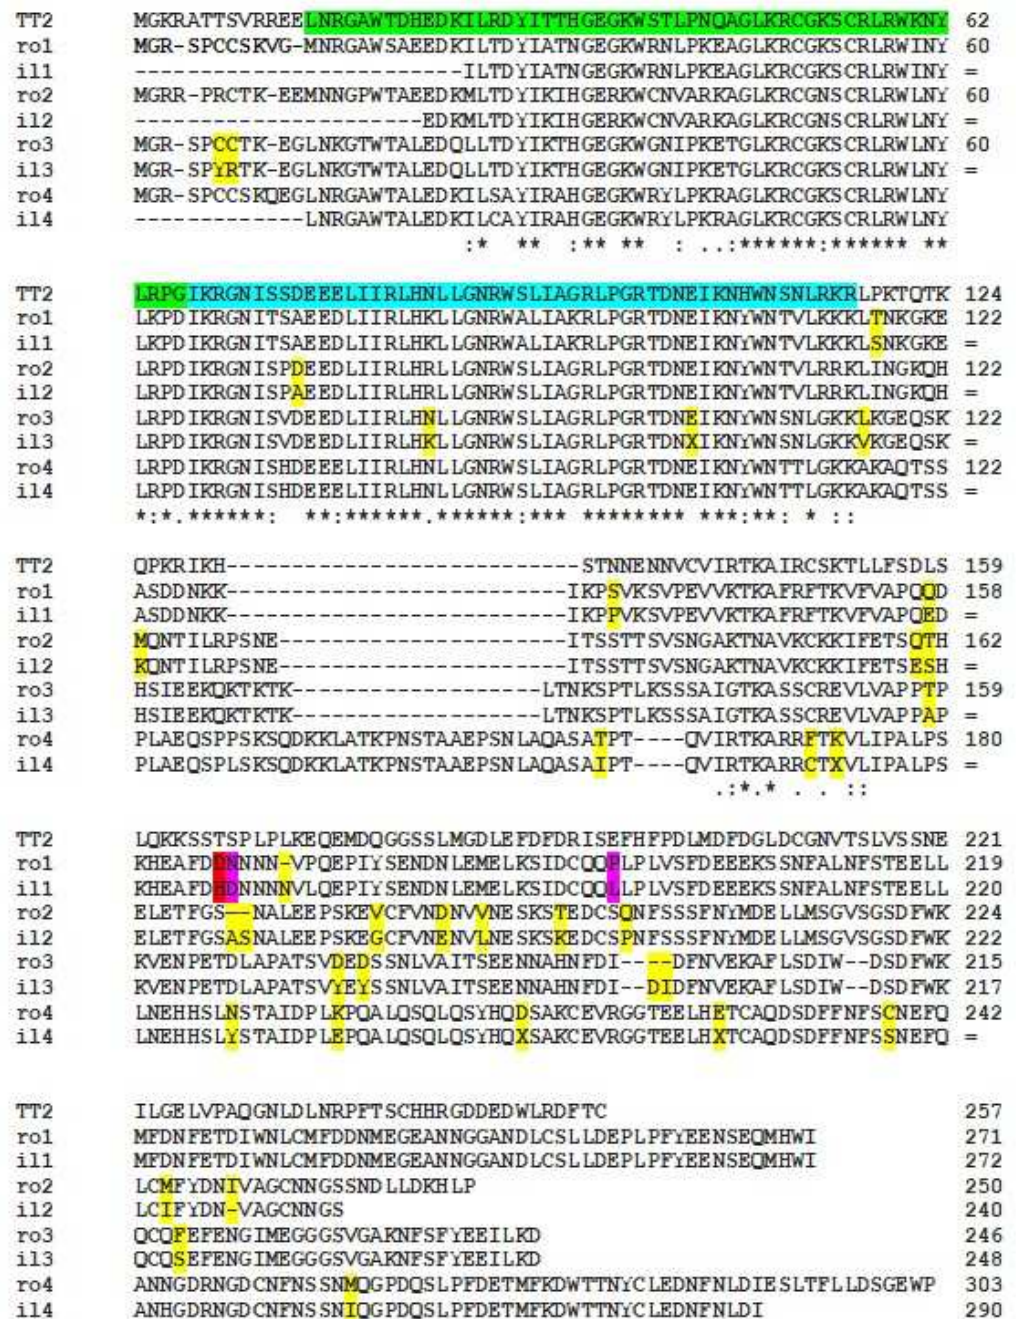 TT2 MGKRATTSVRREELNRGAWTDHEDKILRDYITTHGEGKWSTLPNQAGLKRCGKSCRLRWKNY 62
ro1 MGR-SPCCSKVG-MNRGAWSAEEDKILTDYIATNGEGKWRNLPKEAGLKRCGKSCRLRWINY 60
il1 -------------------------ILTDYIATNGEGKWRNLPKEAGLKRCGKSCRLRWINY =
ro2 MGRR-PRCTK-EEMNNGPWTAEEDKMLTDYIKIHGERKWCNVARKAGLKRCGNSCRLRWLNY 60
il2 ----------------------EDKMLTDYIKIHGERKWCNVARKAGLKRCGNSCRLRWLNY =
ro3 MGR-SPCCTK-EGLNKGTWTALEDQLLTDYIKTHGEGKWGNIPKETGLKRCGKSCRLRWLNY 60
il3 MGR-SPYRTK-EGLNKGTWTALEDQLLTDYIKTHGEGKWGNIPKETGLKRCGKSCRLRWLNY =
ro4 MGR-SPCCSKQEGLNRGAWTALEDKILSAYIRAHGEGKWRYLPKRAGLKRCGKSCRLRWLNY
il4 -------------LNRGAWTALEDKILCAYIRAHGEGKWRYLPKRAGLKRCGKSCRLRWLNY
:* ** :** ** : ..:******:****** **
TT2 LRPGIKRGNISSDEEELIIRLHNLLGNRWSLIAGRLPGRTDNEIKNHWNSNLRKRLPKTQTK 124
ro1 LKPDIKRGNITSAEEDLIIRLHKLLGNRWALIAKRLPGRTDNEIKNYWNTVLKKKLTNKGKE 122
il1 LKPDIKRGNITSAEEDLIIRLHKLLGNRWALIAKRLPGRTDNEIKNYWNTVLKKKLSNKGKE =
ro2 LRPDIKRGNISPDEEDLIIRLHRLLGNRWSLIAGRLPGRTDNEIKNYWNTVLRRKLINGKQH 122
il2 LRPDIKRGNISPAEEDLIIRLHRLLGNRWSLIAGRLPGRTDNEIKNYWNTVLRRKLINGKQH =
ro3 LRPDIKRGNISVDEEDLIIRLHNLLGNRWSLIAGRLPGRTDNEIKNYWNSNLGKKLKGEQSK 122
il3 LRPDIKRGNISVDEEDLIIRLHKLLGNRWSLIAGRLPGRTDNXIKNYWNSNLGKKVKGEQSK =
ro4 LRPDIKRGNISHDEEELIIRLHNLLGNRWSLIAGRLPGRTDNEIKNYWNTTLGKKAKAQTSS 122
il4 LRPDIKRGNISHDEEELIIRLHNLLGNRWSLIAGRLPGRTDNEIKNYWNTTLGKKAKAQTSS =
*:*.******: **:******.******:*** ******** ***:**: * ::
TT2 QPKRIKH---------------------------STNNENNVCVIRTKAIRCSKTLLFSDLS 159
ro1 ASDDNKK--------------------------IKPSVKSVPEVVKTKAFRFTKVFVAPQQD 158
il1 ASDDNKK--------------------------IKPPVKSVPEVVKTKAFRFTKVFVAPQED =
ro2 MQNTILRPSNE----------------------ITSSTTSVSNGAKTNAVKCKKIFETSQTH 162
il2 KQNTILRPSNE----------------------ITSSTTSVSNGAKTNAVKCKKIFETSESH =
ro3 HSIEEKQKTKTK-------------------LTNKSPTLKSSSAIGTKASSCREVLVAPPTP 159
il3 HSIEEKQKTKTK-------------------LTNKSPTLKSSSAIGTKASSCREVLVAPPAP =
ro4 PLAEQSPPSKSQDKKLATKPNSTAAEPSNLAQASATPT----QVIRTKARRFTKVLIPALPS 180
il4 PLAEQSPLSKSQDKKLATKPNSTAAEPSNLAQASAIPT----QVIRTKARRCTXVLIPALPS =
.:*.* . . ::
TT2 LQKKSSTSPLPLKEQEMDQGGSSLMGDLEFDFDRISEFHFPDLMDFDGLDCGNVTSLVSSNE 221
ro1 KHEAFDDNNNN-VPQEPIYSENDNLEMELKSIDCQQPLPLVSFDEEEKSSNFALNFSTEELL 219
il1 KHEAFDHDNNNNVLQEPIYSENDNLEMELKSIDCQQLLPLVSFDEEEKSSNFALNFSTEELL 220
ro2 ELETFGS--NALEEPSKEVCFVNDNVVNESKSTEDCSQNFSSSFNYMDELLMSGVSGSDFWK 224
il2 ELETFGSASNALEEPSKEGCFVNENVLNESKSKEDCSPNFSSSFNYMDELLMSGVSGSDFWK 222
ro3 KVENPETDLAPATSVDEDSSNLVAITSEENNAHNFDI----DFNVEKAFLSDIW--DSDFWK 215
il3 KVENPETDLAPATSVYEYSSNLVAITSEENNAHNFDI--DIDFNVEKAFLSDIW--DSDFWK 217
ro4 LNEHHSLNSTAIDPLKPQALQSQLQSYHQDSAKCEVRGGTEELHETCAQDSDFFNFSCNEFQ 242
il4 LNEHHSLYSTAIDPLEPQALQSQLQSYHQXSAKCEVRGGTEELHXTCAQDSDFFNFSSNEFQ =
TT2 ILGELVPAQGNLDLNRPFTSCHHRGDDEDWLRDFTC 257
ro1 MFDNFETDIWNLCMFDDNMEGEANNGGANDLCSLLDEPLPFYEENSEQMHWI 271
il1 MFDNFETDIWNLCMFDDNMEGEANNGGANDLCSLLDEPLPFYEENSEQMHWI 272
ro2 LCMFYDNIVAGCNNGSSNDLLDKHLP 250
il2 LCIFYDN-VAGCNNGS 240
ro3 QCQFEFENGIMEGGGSVGAKNFSFYEEILKD 246
il3 QCQSEFENGIMEGGGSVGAKNFSFYEEILKD 248
ro4 ANNGDRNGDCNFNSSNMQGPDQSLPFDETMFKDWTTNYCLEDNFNLDIESLTFLLDSGEWP 303
il4 ANHGDRNGDCNFNSSNIQGPDQSLPFDETMFKDWTTNYCLEDNFNLDI 290